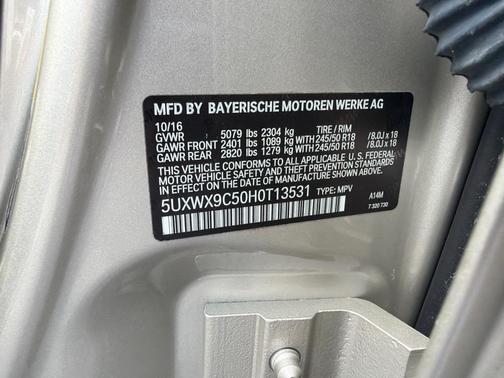 MFD BY BAYERISCHE MOTOREN WERKE AG
10/16
GVWR 5079 lbs 2304 kg TIRE / RIM
GAWR FRONT 2401 lbs 1089 kg W/ 245/50 R18 /8.0J x 18
GAWR REAR 2820 lbs 1279 kg W/ 245/50 R18 /8.0J x 18
THIS VEHICLE CONFORMS TO ALL APPLICABLE U.S. FEDERAL
MOTOR VEHICLE SAFETY, BUMPER, AND THEFT PREVENTION
STANDARDS IN EFFECT ON THE DATE OF MANUFACTURE SHOWN ABOVE.
5UXWX9C50H0T13531 TYPE: MPV A14M
7 320 730